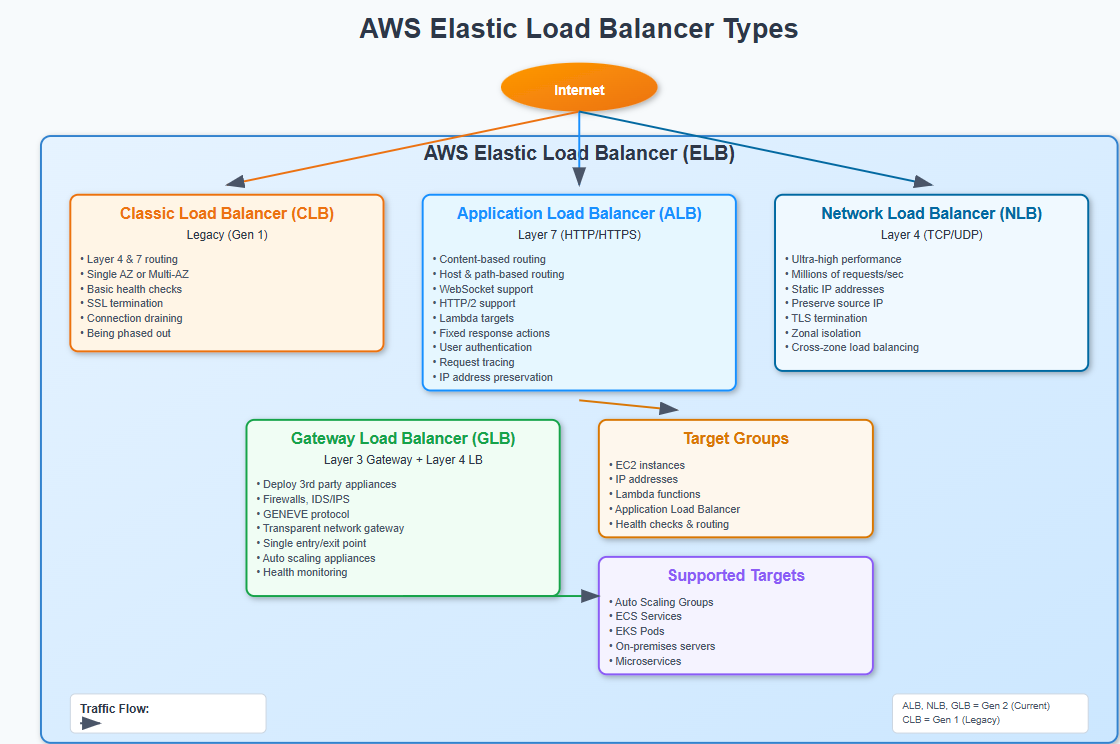 AWS Elastic Load Balancer Types
Internet
AWS Elastic Load Balancer (ELB)
Classic Load Balancer (CLB)
Legacy (Gen 1)
• Layer 4 & 7 routing
• Single AZ or Multi-AZ
• Basic health checks
• SSL termination
• Connection draining
• Being phased out
Application Load Balancer (ALB)
Layer 7 (HTTP/HTTPS)
• Content-based routing
• Host & path-based routing
• WebSocket support
• HTTP/2 support
• Lambda targets
• Fixed response actions
• User authentication
• Request tracing
• IP address preservation
Network Load Balancer (NLB)
Layer 4 (TCP/UDP)
• Ultra-high performance
• Millions of requests/sec
• Static IP addresses
• Preserve source IP
• TLS termination
• Zonal isolation
• Cross-zone load balancing
Gateway Load Balancer (GLB)
Layer 3 Gateway + Layer 4 LB
• Deploy 3rd party appliances
• Firewalls, IDS/IPS
• GENEVE protocol
• Transparent network gateway
• Single entry/exit point
• Auto scaling appliances
• Health monitoring
Target Groups
• EC2 instances
• IP addresses
• Lambda functions
• Application Load Balancer
• Health checks & routing
Supported Targets
• Auto Scaling Groups
• ECS Services
• EKS Pods
• On-premises servers
• Microservices
Traffic Flow:
ALB, NLB, GLB = Gen 2 (Current)
CLB = Gen 1 (Legacy)